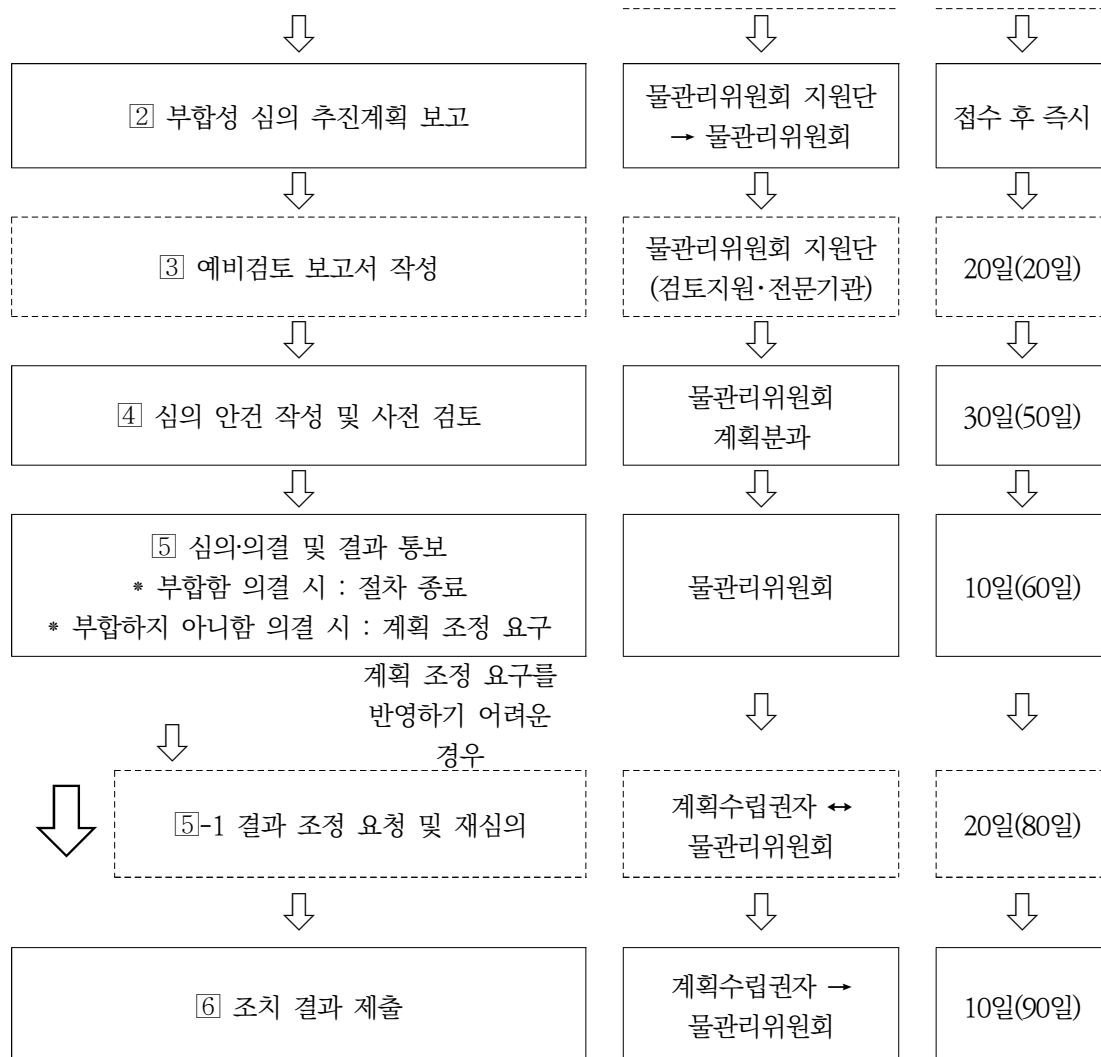 ② 부합성 심의 추진계획 보고
물관리위원회 지원단
→ 물관리위원회
접수 후 즉시
③ 예비검토 보고서 작성
물관리위원회 지원단
(검토지원·전문기관)
20일(20일)
④ 심의 안건 작성 및 사전 검토
물관리위원회
계획분과
30일(50일)
⑤ 심의·의결 및 결과 통보
* 부합함 의결 시 : 절차 종료
* 부합하지 아니함 의결 시 : 계획 조정 요구
물관리위원회
10일(60일)
계획 조정 요구를
반영하기 어려운
경우
⑤-1 결과 조정 요청 및 재심의
계획수립권자 ↔
물관리위원회
20일(80일)
⑥ 조치 결과 제출
계획수립권자 →
물관리위원회
10일(90일)